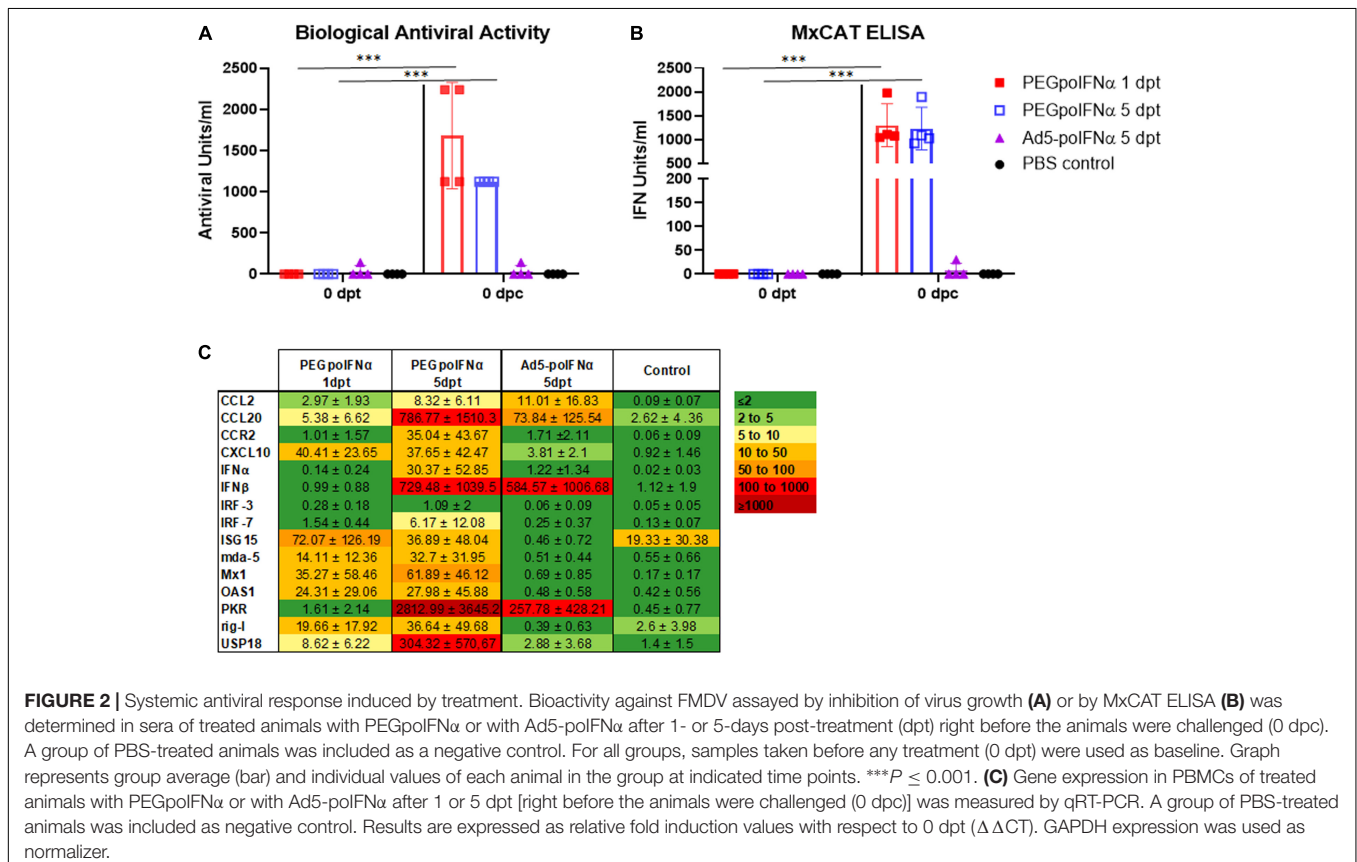 A Biological Antiviral Activity
B MxCAT ELISA
*** ***
*** ***
2500
2000
1500
1000
500
0
Antiviral Units/ml
0 dpt 0 dpc
2500
2000
1500
1000
500
200
150
100
50
0
IFN Units/ml
0 dpt 0 dpc
PEGpoIFNα 1 dpt
PEGpoIFNα 5 dpt
Ad5-poIFNα 5 dpt
PBS control
C
PEGpoIFNα 1dpt PEGpoIFNα 5dpt Ad5-poIFNα 5dpt Control
CCL2 2.97 ± 1.93 8.32 ± 6.11 11.01 ± 16.83 0.09 ± 0.07 ≤2
CCL20 5.38 ± 6.62 786.77 ± 1510.3 73.84 ± 125.54 2.62 ± 4.36 2 to 5
CCR2 1.01 ± 1.57 35.04 ± 43.67 1.71 ±2.11 0.06 ± 0.09 5 to 10
CXCL10 40.41 ± 23.65 37.65 ± 42.47 3.81 ± 2.1 0.92 ± 1.46 10 to 50
IFNα 0.14 ± 0.24 30.37 ± 52.85 1.22 ±1.34 0.02 ± 0.03 50 to 100
IFNβ 0.99 ± 0.88 729.48 ± 1039.5 584.57 ± 1006.68 1.12 ± 1.9 100 to 1000
IRF-3 0.28 ± 0.18 1.09 ± 2 0.06 ± 0.09 0.05 ± 0.05 ≥1000
IRF-7 1.54 ± 0.44 6.17 ± 12.08 0.25 ± 0.37 0.13 ± 0.07
ISG15 72.07 ± 126.19 36.89 ± 48.04 0.46 ± 0.72 19.33 ± 30.38
mda-5 14.11 ± 12.36 32.7 ± 31.95 0.51 ± 0.44 0.55 ± 0.66
Mx1 35.27 ± 58.46 61.89 ± 46.12 0.69 ± 0.85 0.17 ± 0.17
OAS1 24.31 ± 29.06 27.98 ± 45.88 0.48 ± 0.58 0.42 ± 0.56
PKR 1.61 ± 2.14 2812.99 ± 3645.2 257.78 ± 428.21 0.45 ± 0.77
rig-I 19.66 ± 17.92 36.64 ± 49.68 0.39 ± 0.63 2.6 ± 3.98
USP18 8.62 ± 6.22 304.32 ± 570.67 2.88 ± 3.68 1.4 ± 1.5
FIGURE 2 | Systemic antiviral response induced by treatment. Bioactivity against FMDV assayed by inhibition of virus growth (A) or by MxCAT ELISA (B) was
determined in sera of treated animals with PEGpoIFNα or with Ad5-poIFNα after 1- or 5-days post-treatment (dpt) right before the animals were challenged (0 dpc).
A group of PBS-treated animals was included as a negative control. For all groups, samples taken before any treatment (0 dpt) were used as baseline. Graph
represents group average (bar) and individual values of each animal in the group at indicated time points. ***P ≤ 0.001. (C) Gene expression in PBMCs of treated
animals with PEGpoIFNα or with Ad5-poIFNα after 1 or 5 dpt [right before the animals were challenged (0 dpc)] was measured by qRT-PCR. A group of PBS-treated
animals was included as negative control. Results are expressed as relative fold induction values with respect to 0 dpt (ΔΔCT). GAPDH expression was used as
normalizer.